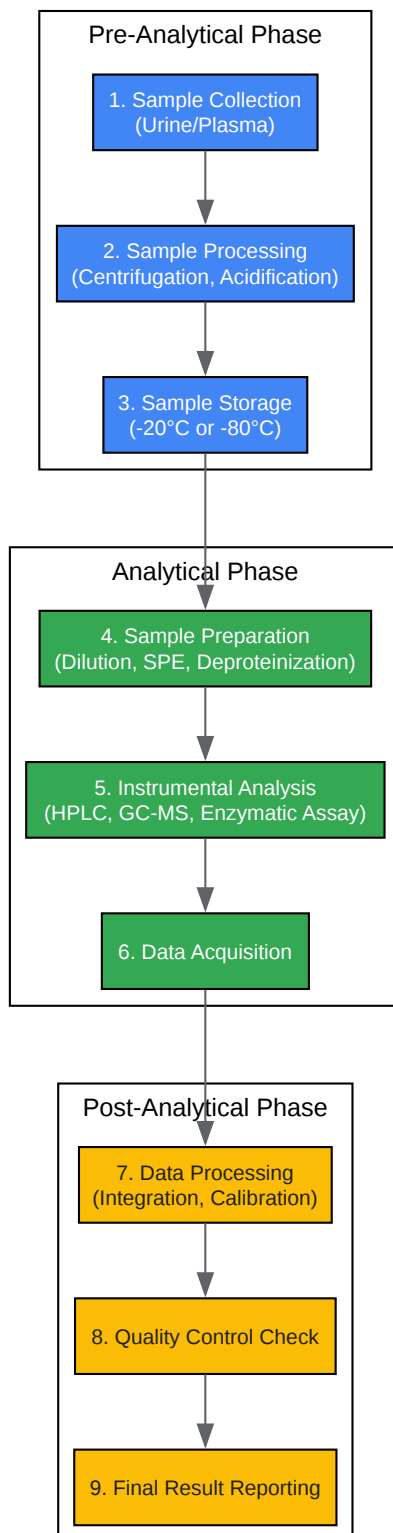 Pre-Analytical Phase
1. Sample Collection
(Urine/Plasma)
2. Sample Processing
(Centrifugation, Acidification)
3. Sample Storage
(-20°C or -80°C)
Analytical Phase
4. Sample Preparation
(Dilution, SPE, Deproteinization)
5. Instrumental Analysis
(HPLC, GC-MS, Enzymatic Assay)
6. Data Acquisition
Post-Analytical Phase
7. Data Processing
(Integration, Calibration)
8. Quality Control Check
9. Final Result Reporting